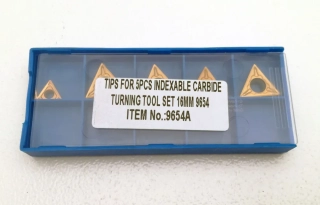 TIPS FOR 5PCS INDEXABLE CARBIDE
TURNING TOOL SET 16MM 9654
ITEM No.:9654A